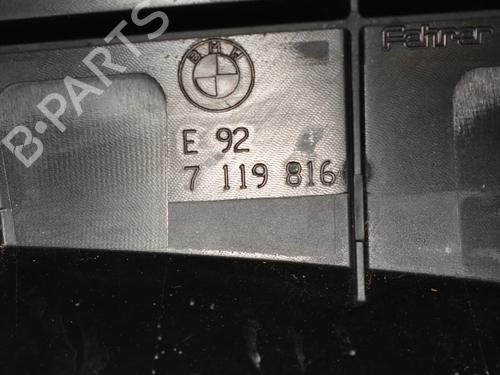 BMW
Fahrer
E 92
7 119 816
B-PARTS